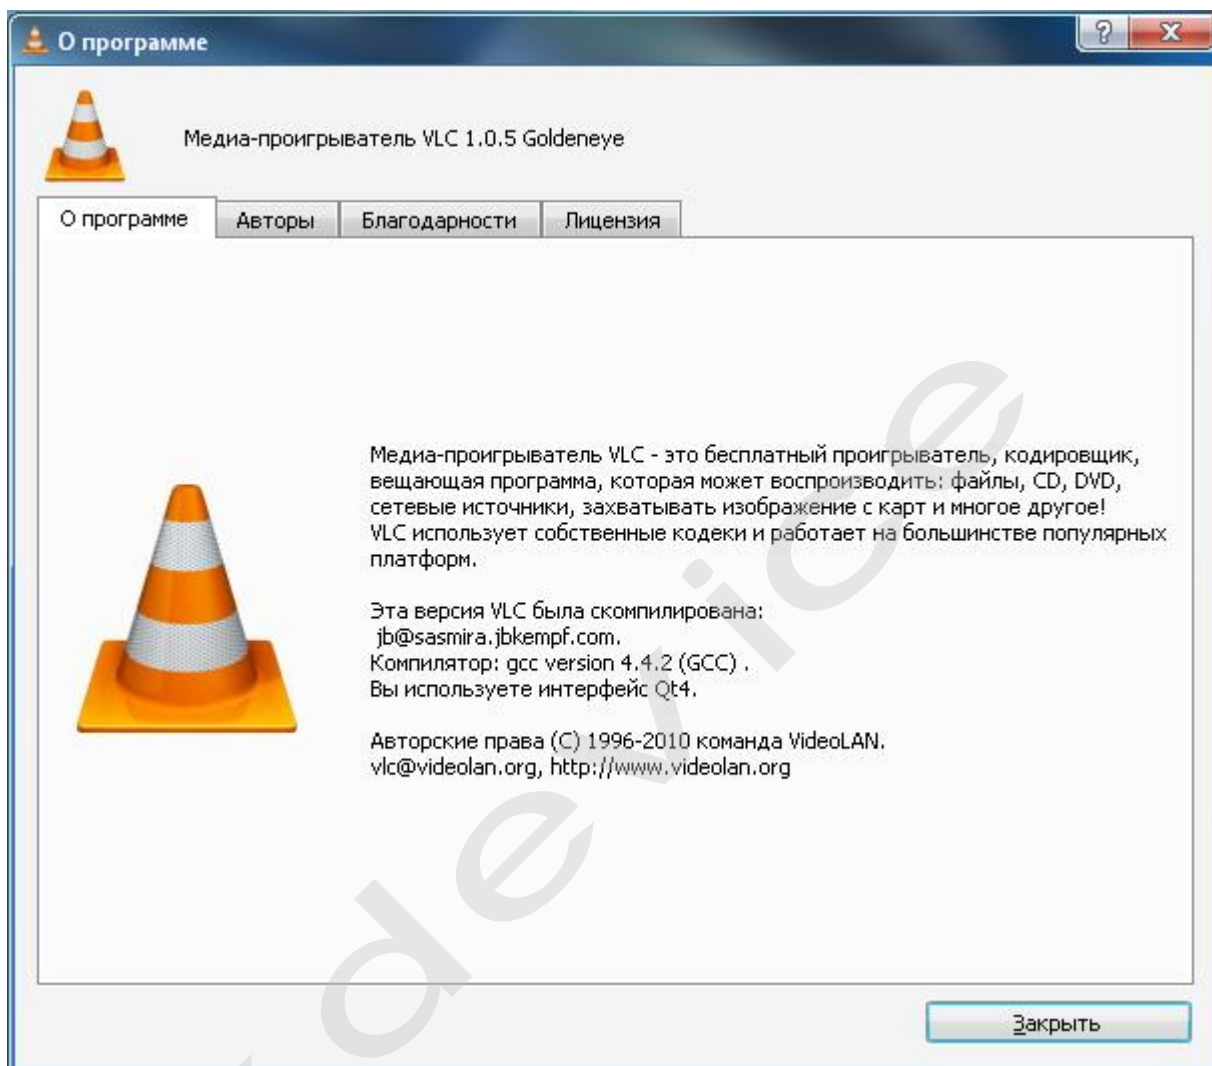 О программе
Медиа-проигрыватель VLC 1.0.5 Goldeneye
О программе Авторы Благодарности Лицензия
Медиа-проигрыватель VLC - это бесплатный проигрыватель, кодировщик,
вещающая программа, которая может воспроизводить: файлы, CD, DVD,
сетевые источники, захватывать изображение с карт и многое другое!
VLC использует собственные кодеки и работает на большинстве популярных
платформ.
Эта версия VLC была скомпилирована:
jb@sasmira.jbkempf.com.
Компилятор: gcc version 4.4.2 (GCC) .
Вы используете интерфейс Qt4.
Авторские права (C) 1996-2010 команда VideoLAN.
vlc@videolan.org, http://www.videolan.org
device
Закрыть